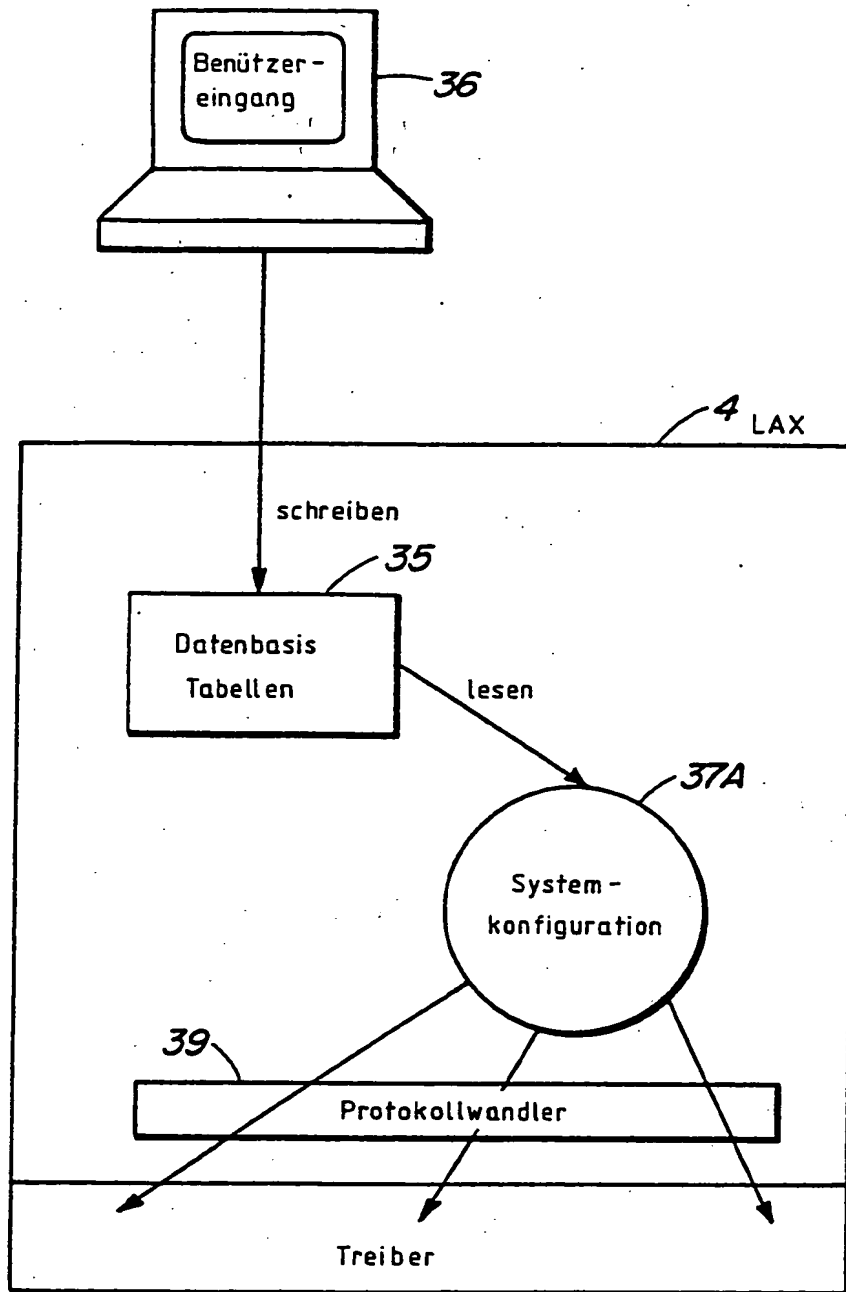 Benützer-
eingang
36
4 LAX
schreiben
35
Datenbasis
Tabellen
lesen
37A
System-
konfiguration
39
Protokollwandler
Treiber